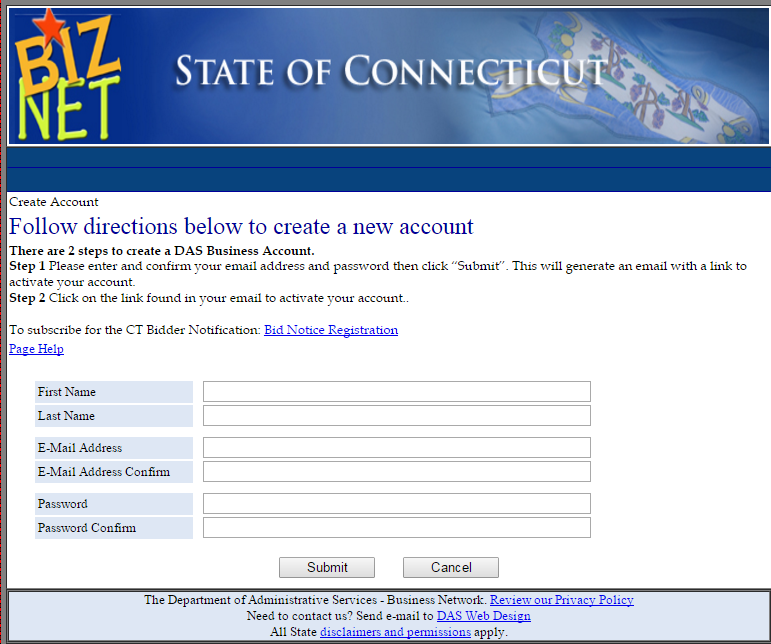 BIZ
NET
STATE OF CONNECTICUT
Create Account
Follow directions below to create a new account
There are 2 steps to create a DAS Business Account.
Step 1 Please enter and confirm your email address and password then click “Submit”. This will generate an email with a link to
activate your account.
Step 2 Click on the link found in your email to activate your account..
To subscribe for the CT Bidder Notification: Bid Notice Registration
Page Help
First Name
Last Name
E-Mail Address
E-Mail Address Confirm
Password
Password Confirm
Submit Cancel
The Department of Administrative Services - Business Network. Review our Privacy Policy
Need to contact us? Send e-mail to DAS Web Design
All State disclaimers and permissions apply.